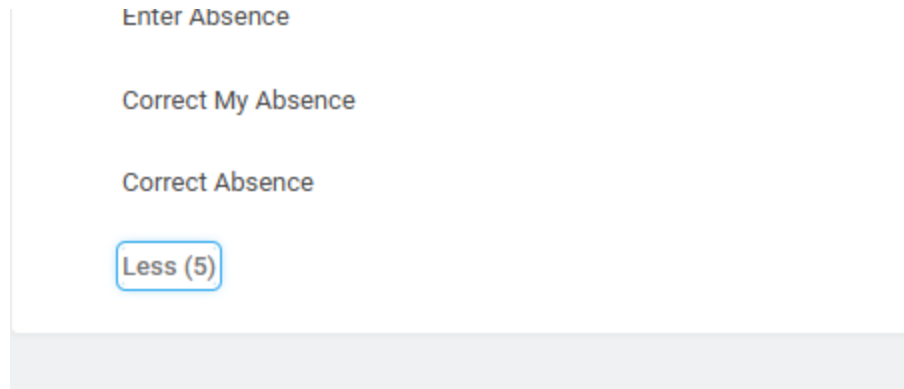 Enter Absence
Correct My Absence
Correct Absence
Less (5)